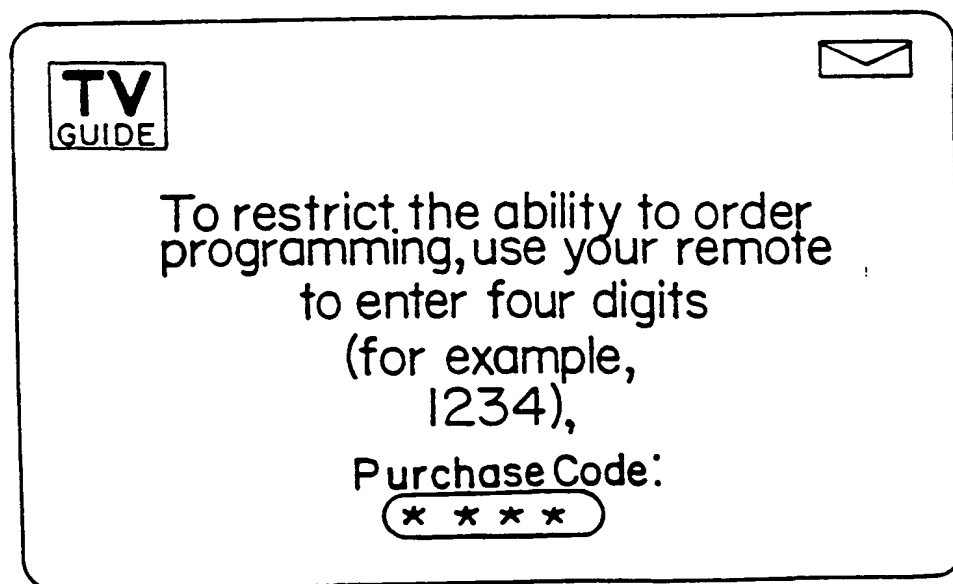 TV
GUIDE
To restrict the ability to order
programming, use your remote
to enter four digits
(for example,
1234),
Purchase Code:
* * * *